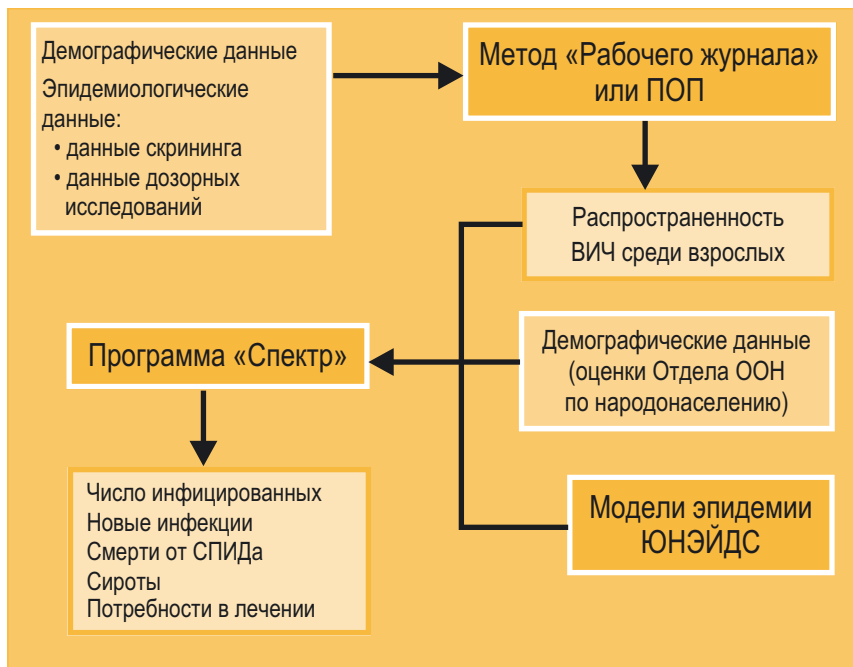 Демографические данные
Эпидемиологические
данные:
• данные скрининга
• данные дозорных
исследований
Метод «Рабочего журнала»
или ПОП
Распространенность
ВИЧ среди взрослых
Демографические данные
(оценки Отдела ООН
по народонаселению)
Модели эпидемии
ЮНЭЙДС
Программа «Спектр»
Число инфицированных
Новые инфекции
Смерти от СПИДа
Сироты
Потребности в лечении